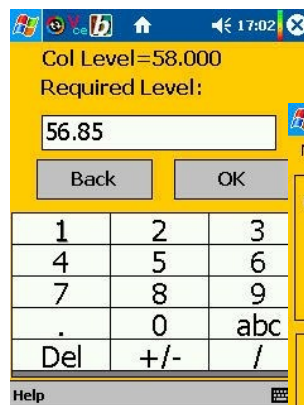 17:02
Col Level=58.000
Required Level:
56.85
Back OK
1 2 3
4 5 6
7 8 9
. 0 abc
Del +/- /
Help